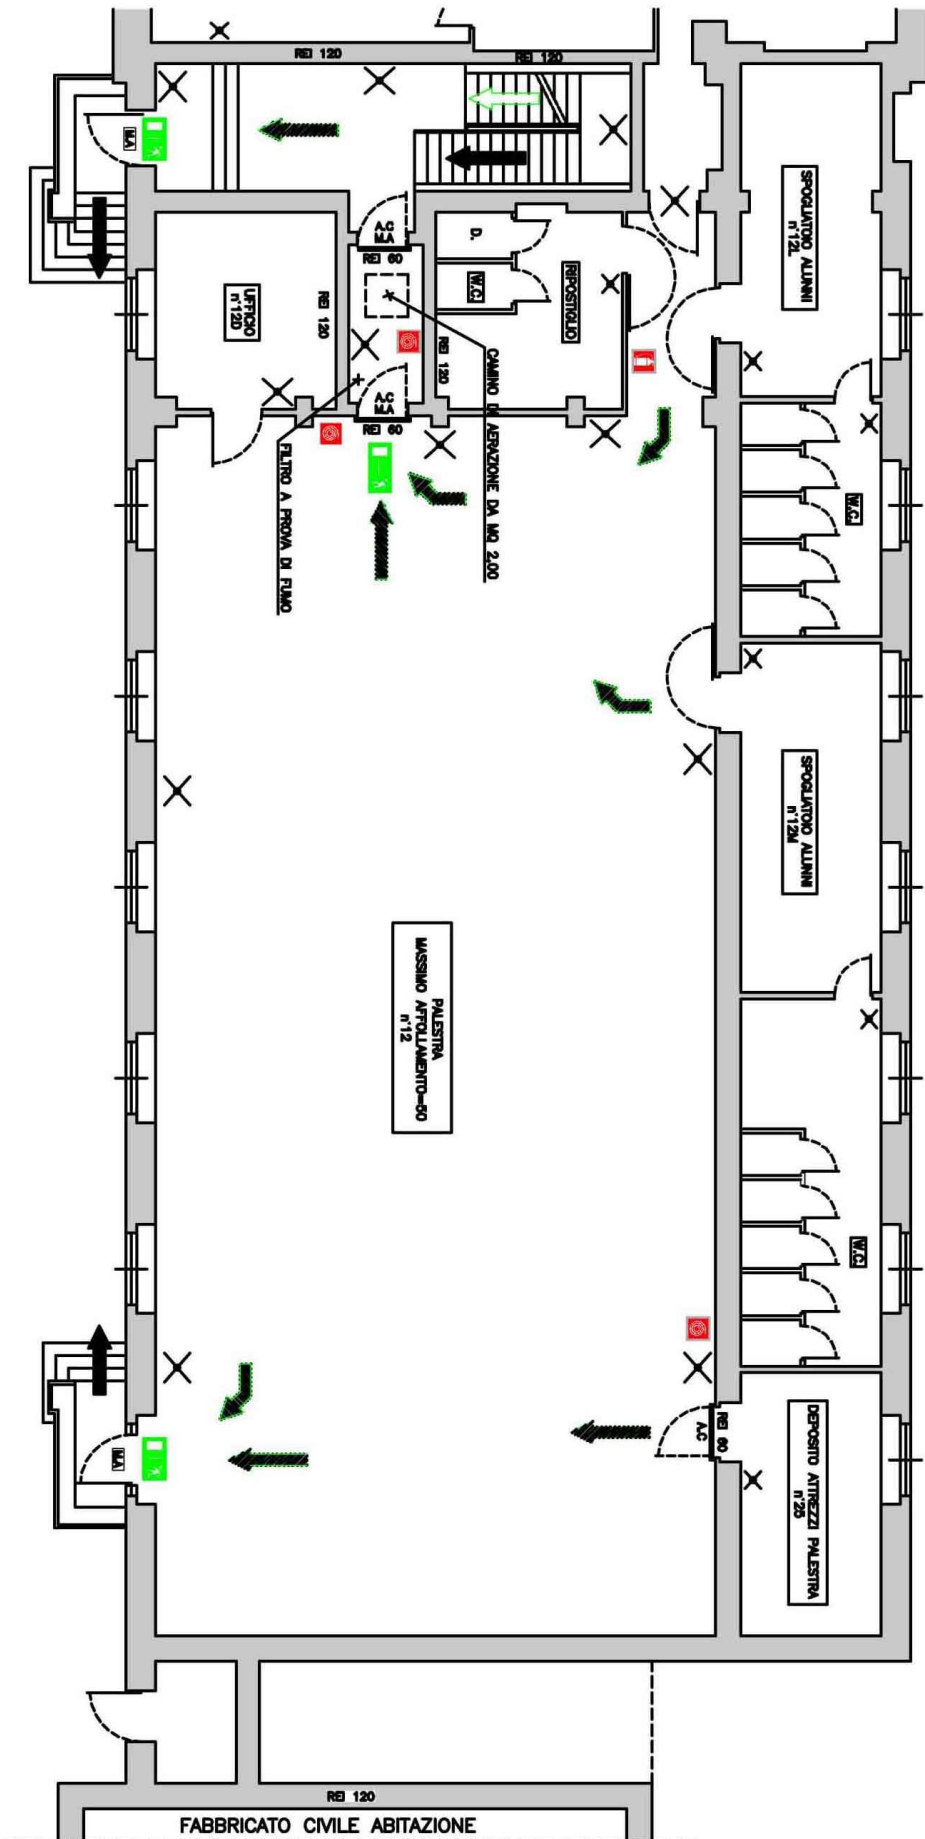 REI 120
REI 120
M.A
SPOGLIATOIO ALUNNI
n°12L
A.C
M.A
REI 60
D.
W.C.
RIPOSTIGLIO
UFFICIO
n°12D
REI 120
REI 120
CAMINO DI AERAZIONE DA MQ 2,00
A.C
M.A
REI 60
FILTRO A PROVA DI FUMO
W.C.
SPOGLIATOIO ALUNNI
n°12M
PALESTRA
MASSIMO AFFOLLAMENTO=50
n°12
W.C.
REI 60
A.C
M.A
DEPOSITO ATTREZZI PALESTRA
n°25
REI 120
FABBRICATO CIVILE ABITAZIONE